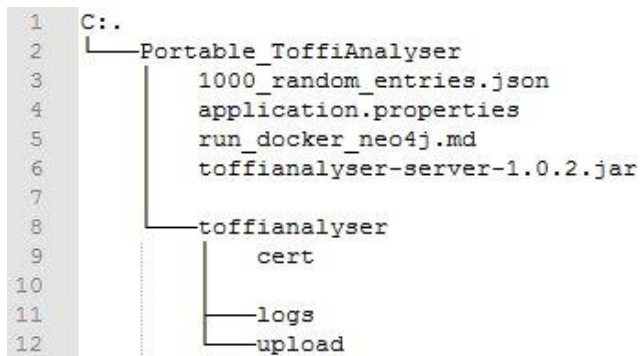 1 C:.
2 └───Portable_ToffiAnalyser
3 │ 1000_random_entries.json
4 │ application.properties
5 │ run_docker_neo4j.md
6 │ toffianalyser-server-1.0.2.jar
7 │
8 └───toffianalyser
9 │ cert
10 │
11 ├───logs
12 └───upload